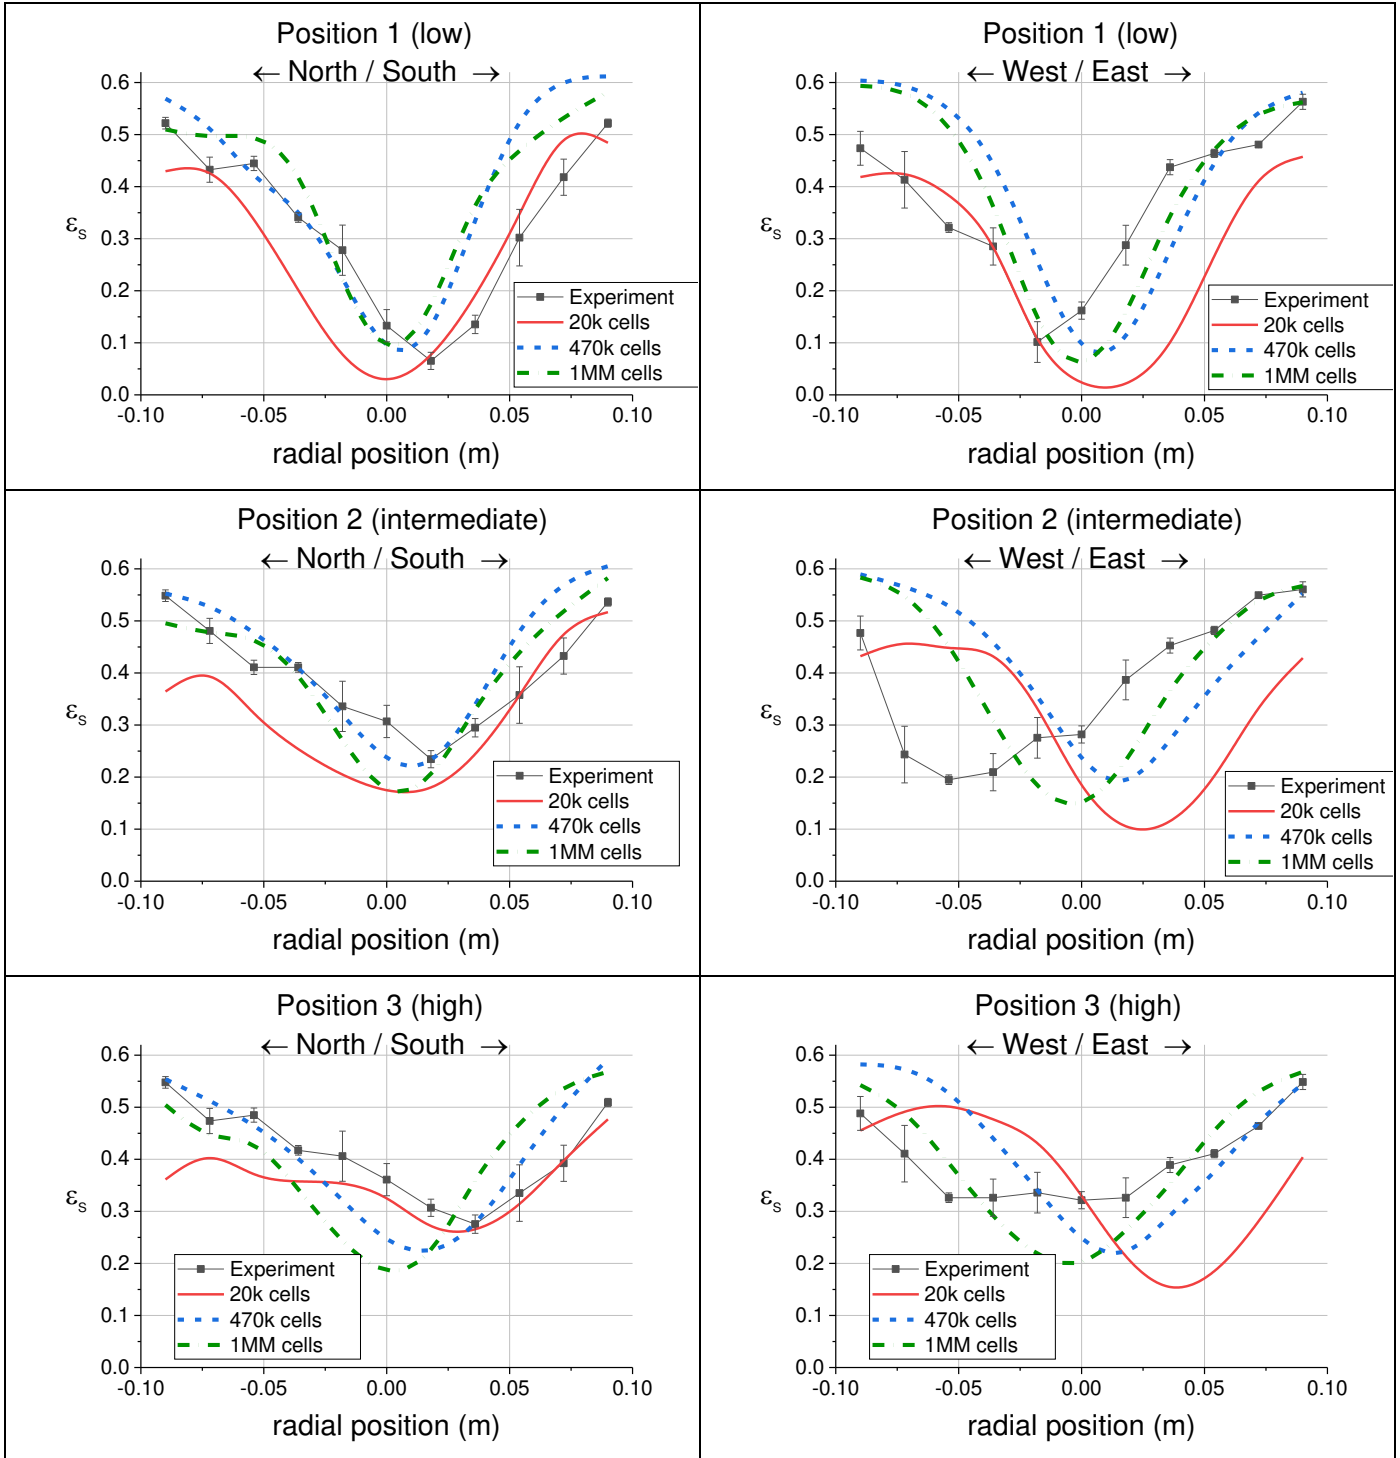 Position 1 (low)
← North / South →
0.6
0.5
0.4
0.3
0.2
0.1
0.0
εs
-0.10
-0.05
0.00
0.05
0.10
radial position (m)
Experiment
20k cells
470k cells
1MM cells
Position 1 (low)
← West / East →
0.6
0.5
0.4
0.3
0.2
0.1
0.0
εs
-0.10
-0.05
0.00
0.05
0.10
radial position (m)
Experiment
20k cells
470k cells
1MM cells
Position 2 (intermediate)
← North / South →
0.6
0.5
0.4
0.3
0.2
0.1
0.0
εs
-0.10
-0.05
0.00
0.05
0.10
radial position (m)
Experiment
20k cells
470k cells
1MM cells
Position 2 (intermediate)
← West / East →
0.6
0.5
0.4
0.3
0.2
0.1
0.0
εs
-0.10
-0.05
0.00
0.05
0.10
radial position (m)
Experiment
20k cells
470k cells
1MM cells
Position 3 (high)
← North / South →
0.6
0.5
0.4
0.3
0.2
0.1
0.0
εs
-0.10
-0.05
0.00
0.05
0.10
radial position (m)
Experiment
20k cells
470k cells
1MM cells
Position 3 (high)
← West / East →
0.6
0.5
0.4
0.3
0.2
0.1
0.0
εs
-0.10
-0.05
0.00
0.05
0.10
radial position (m)
Experiment
20k cells
470k cells
1MM cells